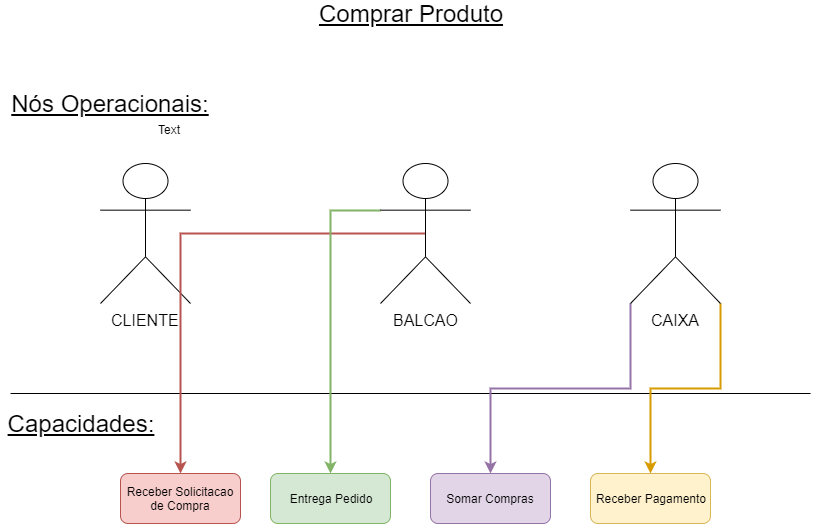 Comprar Produto
Nós Operacionais:
Text
CLIENTE
BALCAO
CAIXA
Capacidades:
Receber Solicitacao
de Compra
Entrega Pedido
Somar Compras
Receber Pagamento